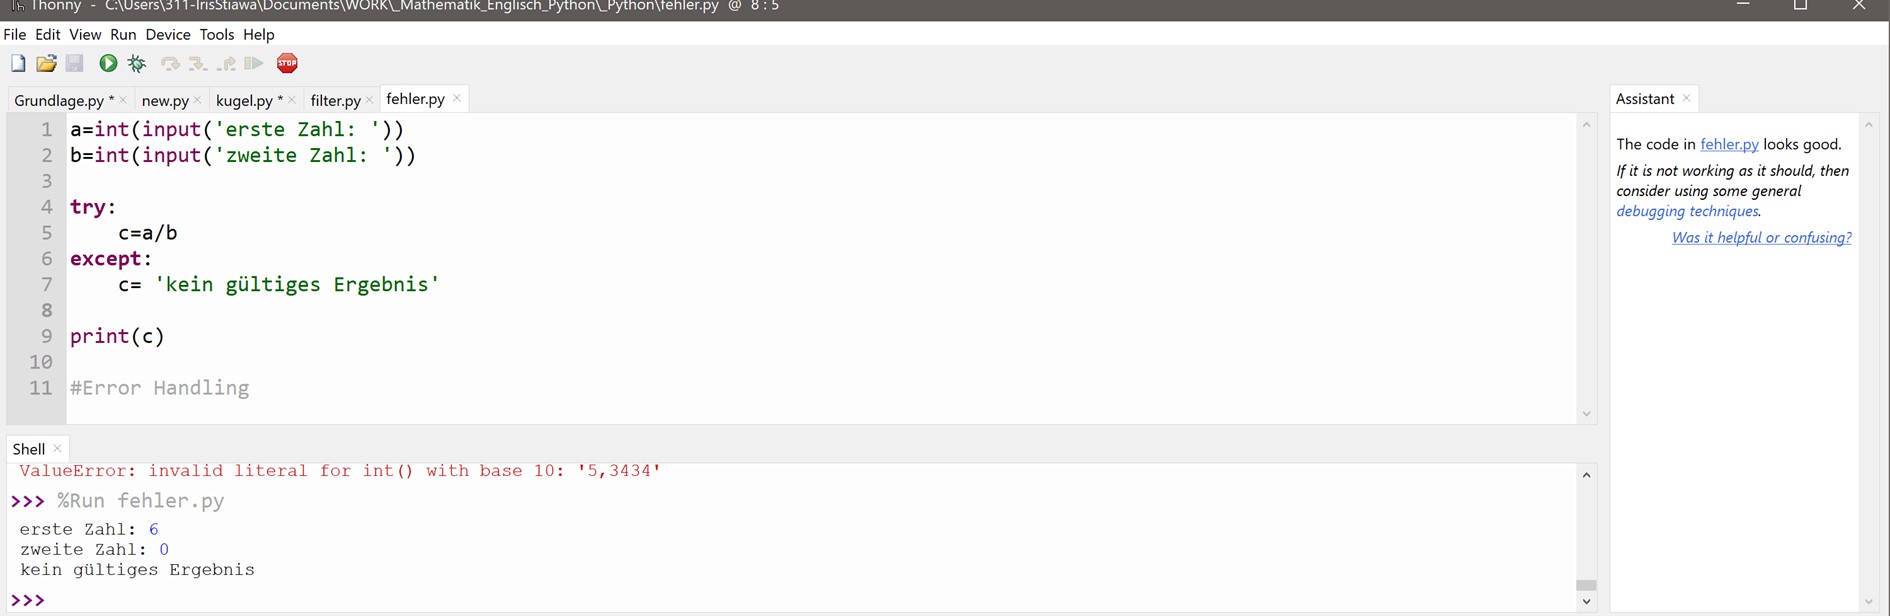 Thonny - C:\Users\311-IrisStiawa\Documents\WORK\_Mathematik_Englisch_Python\_Python\fehler.py @ 8 : 5
File Edit View Run Device Tools Help
STOP
Grundlage.py * × new.py × kugel.py * × filter.py × fehler.py ×
1 a=int(input('erste Zahl: '))
2 b=int(input('zweite Zahl: '))
3
4 try:
5     c=a/b
6 except:
7     c= 'kein gültiges Ergebnis'
8
9 print(c)
10
11 #Error Handling
Shell ×
ValueError: invalid literal for int() with base 10: '5,3434'
>>> %Run fehler.py
erste Zahl: 6
zweite Zahl: 0
kein gültiges Ergebnis
>>>
Assistant ×
The code in fehler.py looks good.
If it is not working as it should, then
consider using some general
debugging techniques.
Was it helpful or confusing?